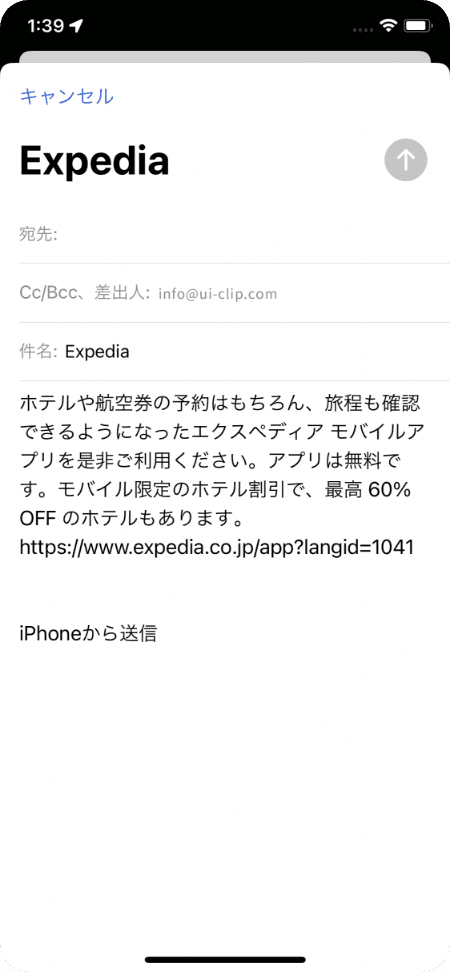 1:39
キャンセル
Expedia
宛先:
Cc/Bcc、差出人: info@ui-clip.com
件名: Expedia
ホテルや航空券の予約はもちろん、旅程も確認
できるようになったエクスペディア モバイルア
プリを是非ご利用ください。アプリは無料で
す。モバイル限定のホテル割引で、最高 60%
OFF のホテルもあります。
https://www.expedia.co.jp/app?langid=1041
iPhoneから送信